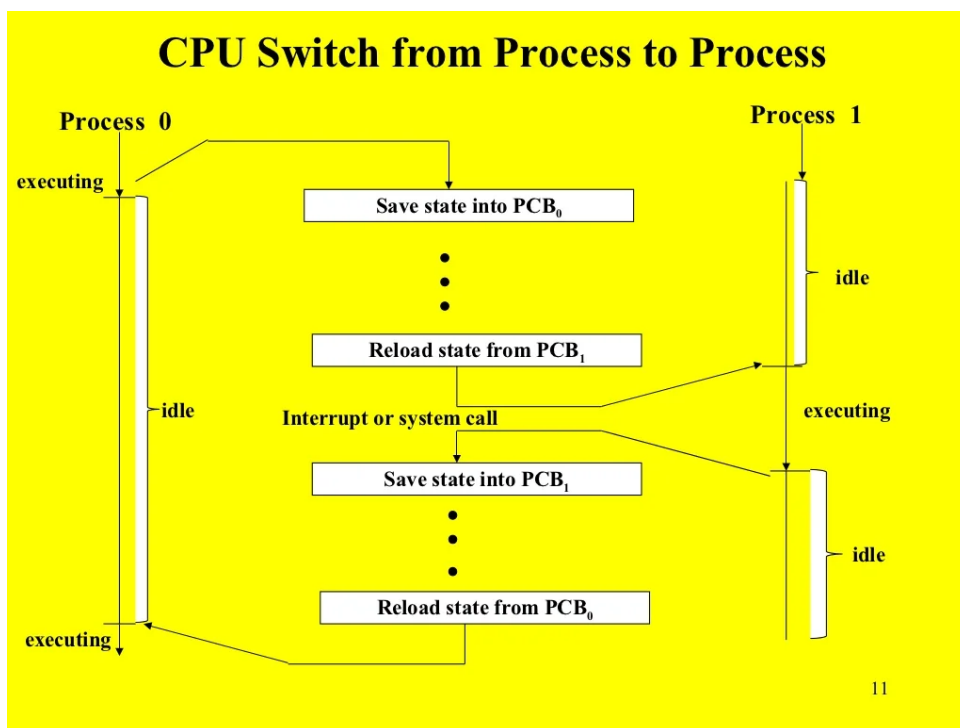 CPU Switch from Process to Process
Process 0
Process 1
executing
Save state into PCB₀
idle
Reload state from PCB₁
idle
executing
Interrupt or system call
Save state into PCB₁
idle
Reload state from PCB₀
executing
11